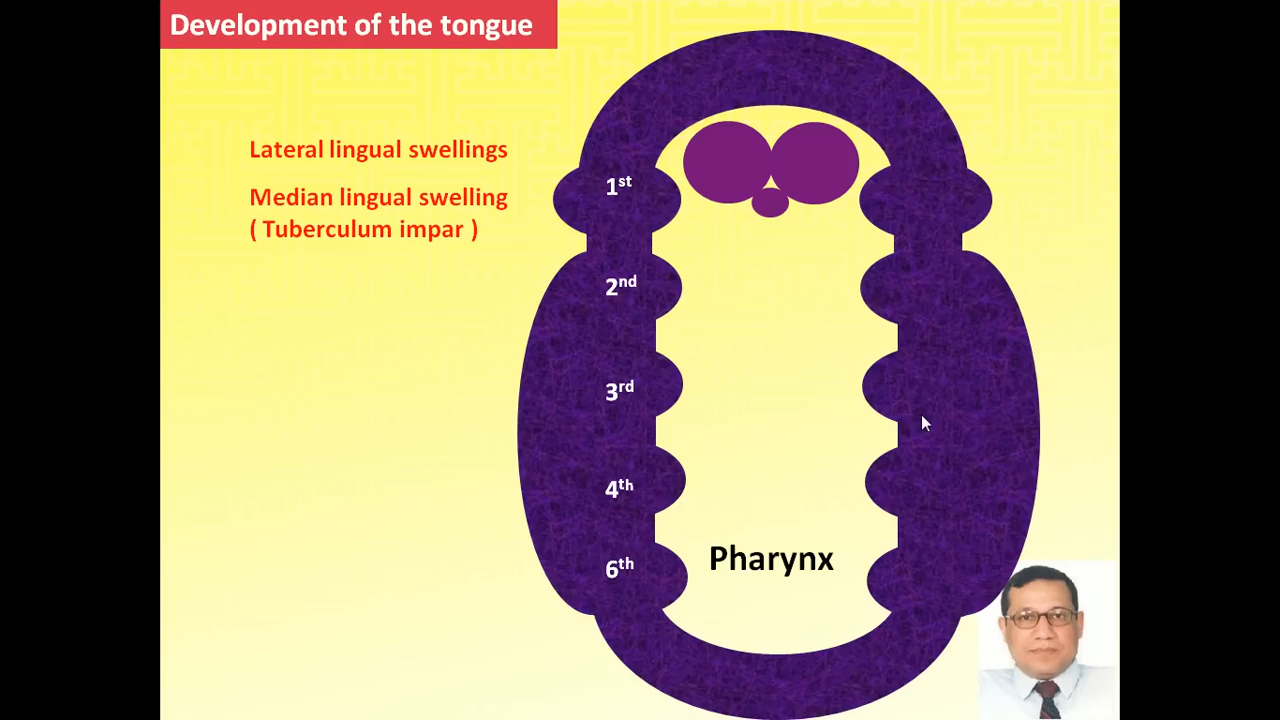 Development of the tongue
Lateral lingual swellings
Median lingual swelling
( Tuberculum impar )
1st
2nd
3rd
4th
6th
Pharynx